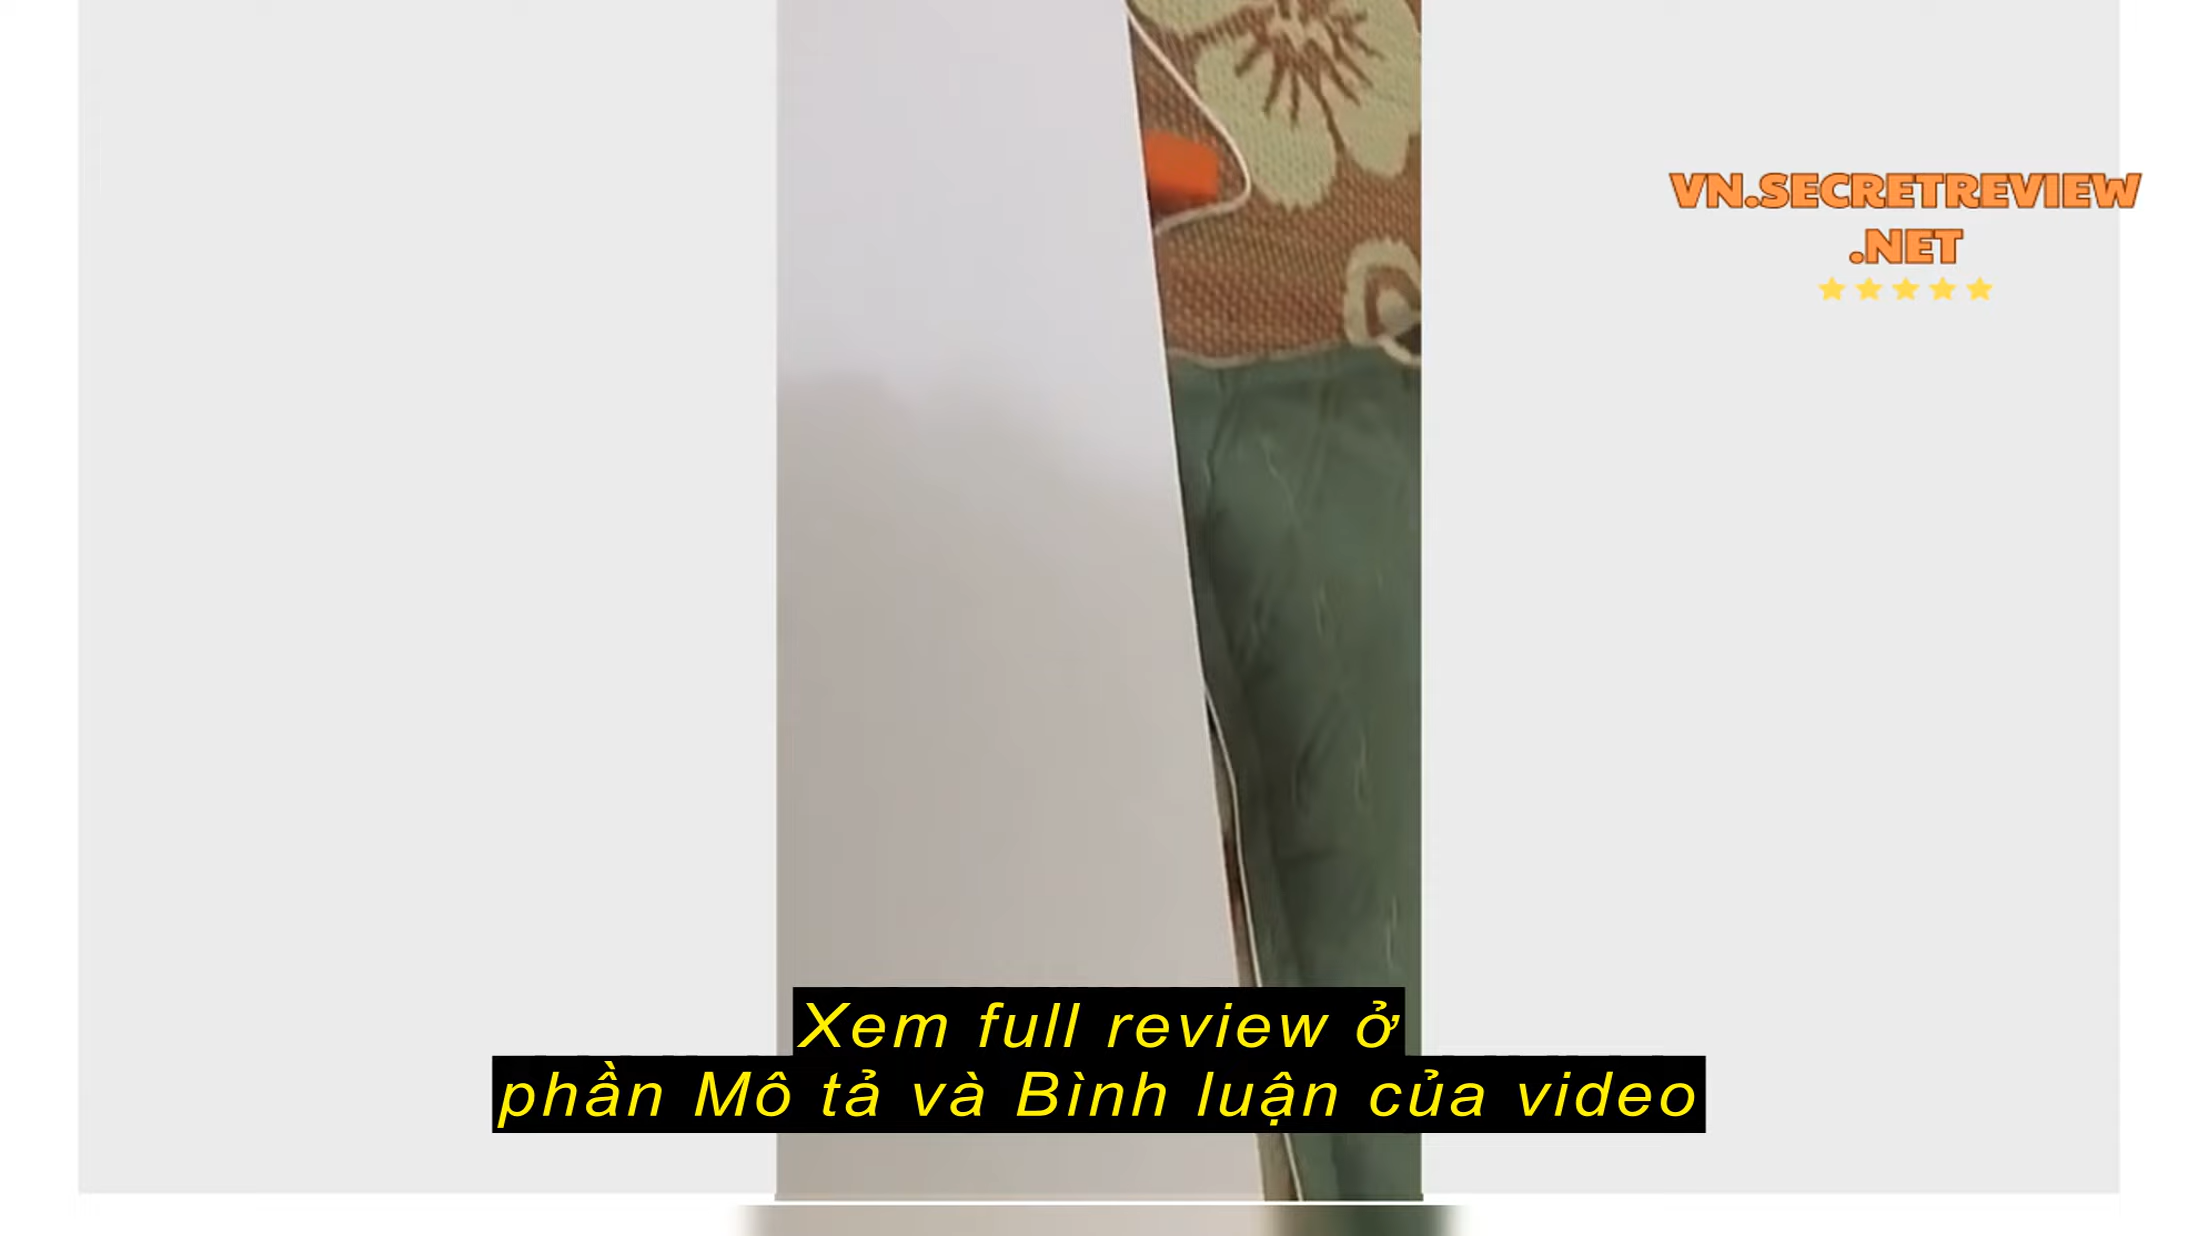 VN.SECRETREVIEW
.NET
Xem full review ở
phần Mô tả và Bình luận của video